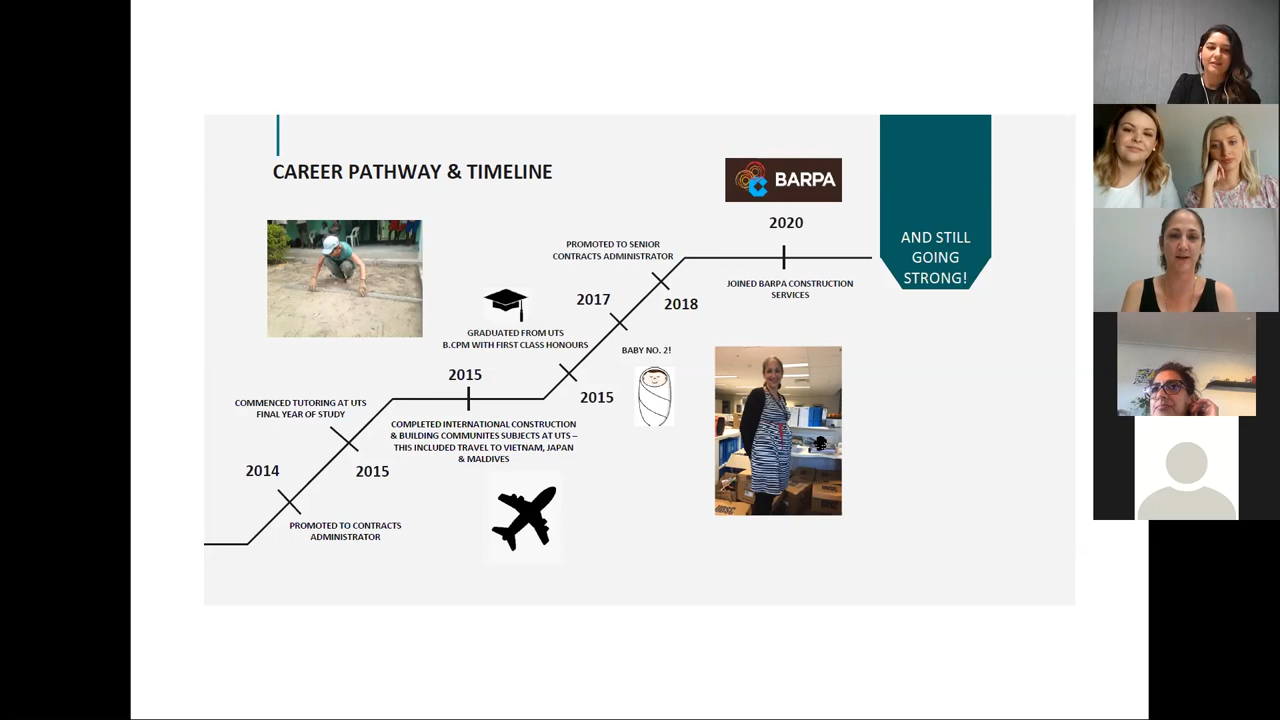 CAREER PATHWAY & TIMELINE
BARPA
2020
AND STILL
GOING
STRONG!
PROMOTED TO SENIOR
CONTRACTS ADMINISTRATOR
JOINED BARPA CONSTRUCTION
SERVICES
2017
2018
GRADUATED FROM UTS
B.CPM WITH FIRST CLASS HONOURS
BABY NO. 2!
2015
2015
COMMENCED TUTORING AT UTS
FINAL YEAR OF STUDY
COMPLETED INTERNATIONAL CONSTRUCTION
& BUILDING COMMUNITES SUBJECTS AT UTS –
THIS INCLUDED TRAVEL TO VIETNAM, JAPAN
& MALDIVES
2014
2015
PROMOTED TO CONTRACTS
ADMINISTRATOR